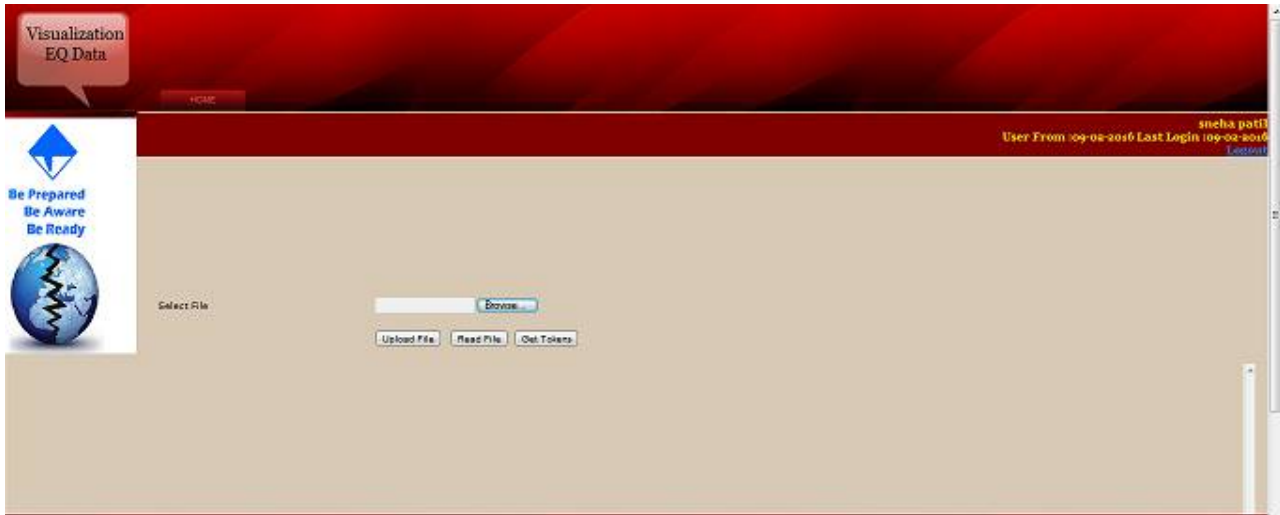 Visualization
EQ Data
HOME
sneha patil
User From :09-02-2016 Last Login :09-02-2016
Logout
Be Prepared
Be Aware
Be Ready
Select File
Browse...
Upload File Read File Get Tokens